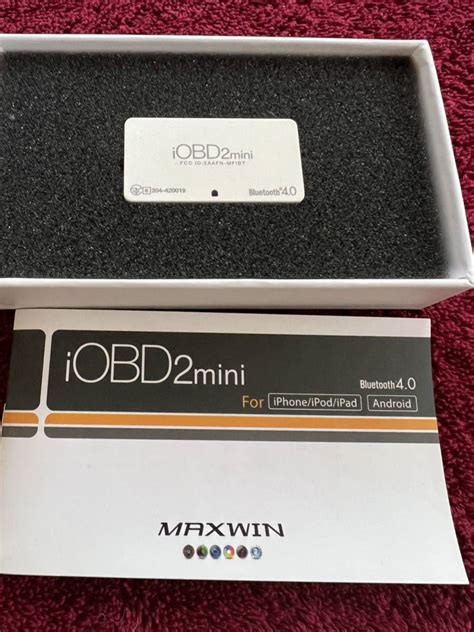 iOBD2mini
FCC ID:2AAFN-MFIBT
R 304-420019
Bluetooth®4.0
iOBD2mini
Bluetooth 4.0
For iPhone/iPod/iPad Android
MAXWIN